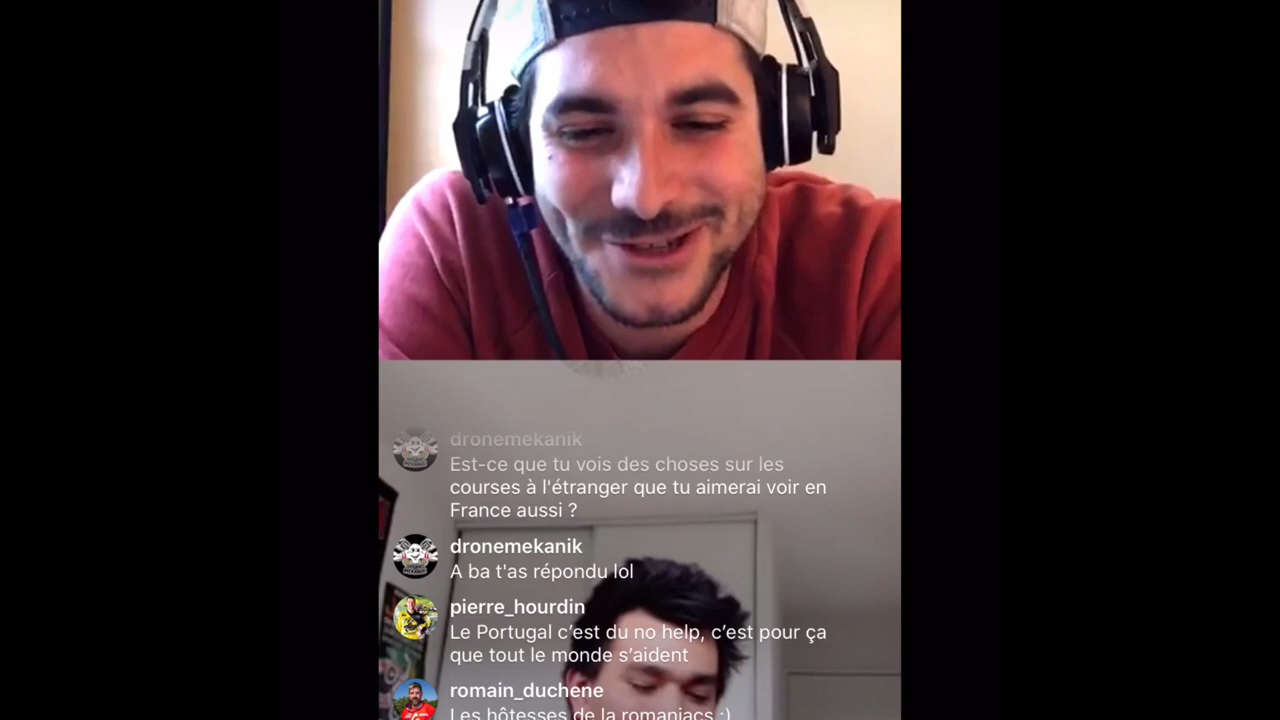 dronemekanik
Est-ce que tu vois des choses sur les
courses à l'étranger que tu aimerai voir en
France aussi ?
dronemekanik
A ba t'as répondu lol
pierre_hourdin
Le Portugal c’est du no help, c’est pour ça
que tout le monde s’aident
romain_duchene
Les hôtesses de la romaniacs :)